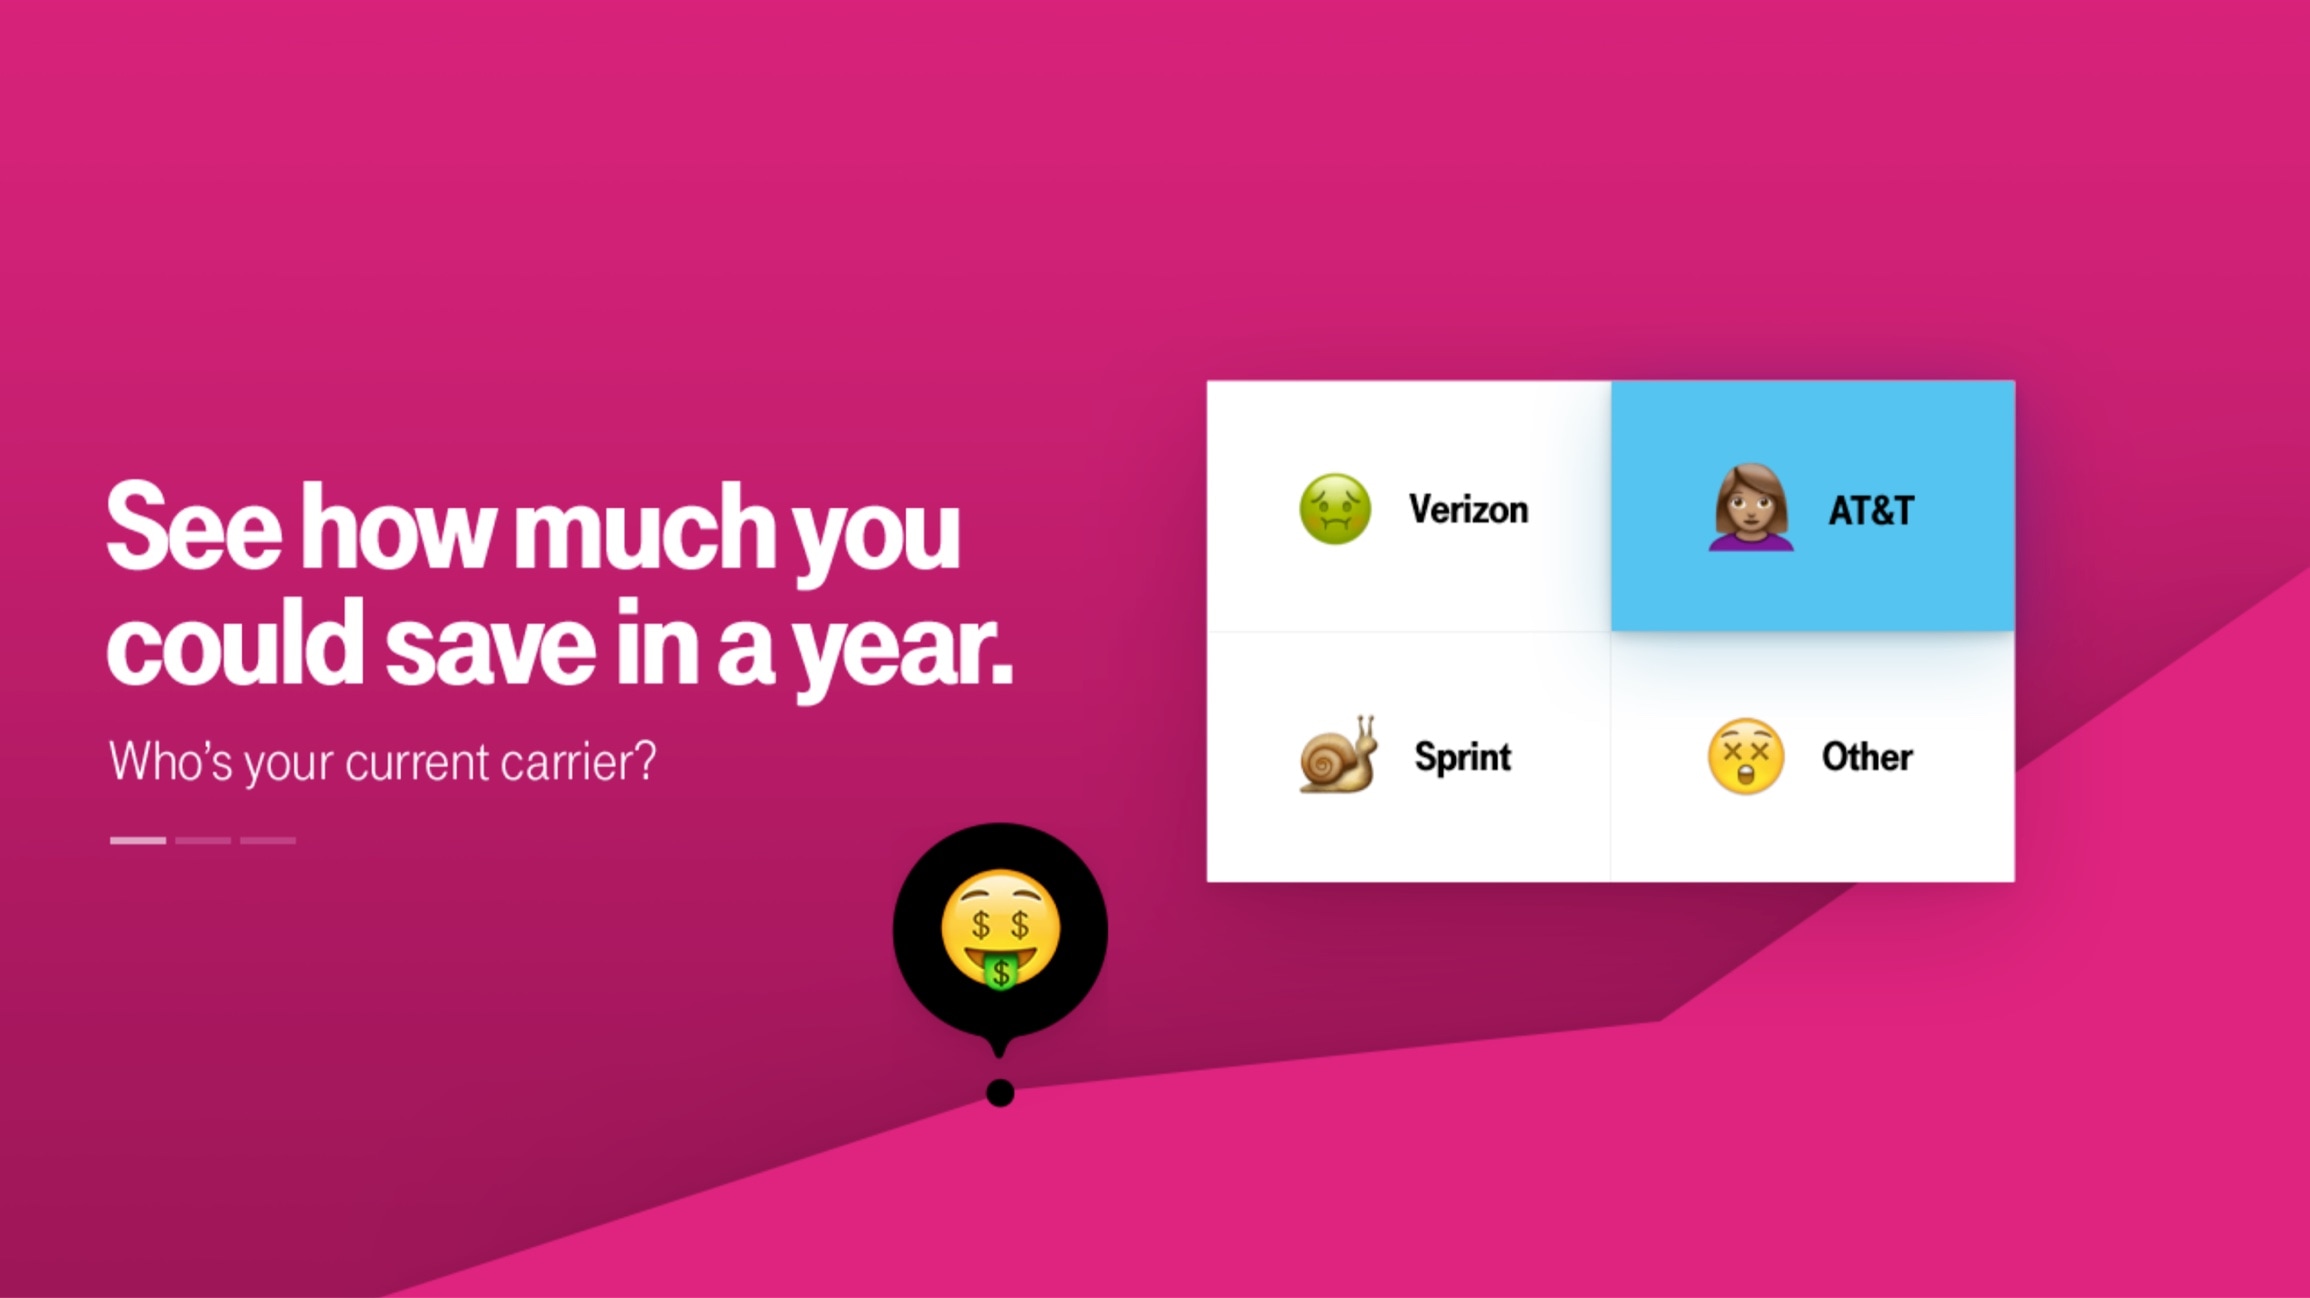 See how much you
could save in a year.
Who's your current carrier?
Verizon
AT&T
Sprint
Other
$ $
$